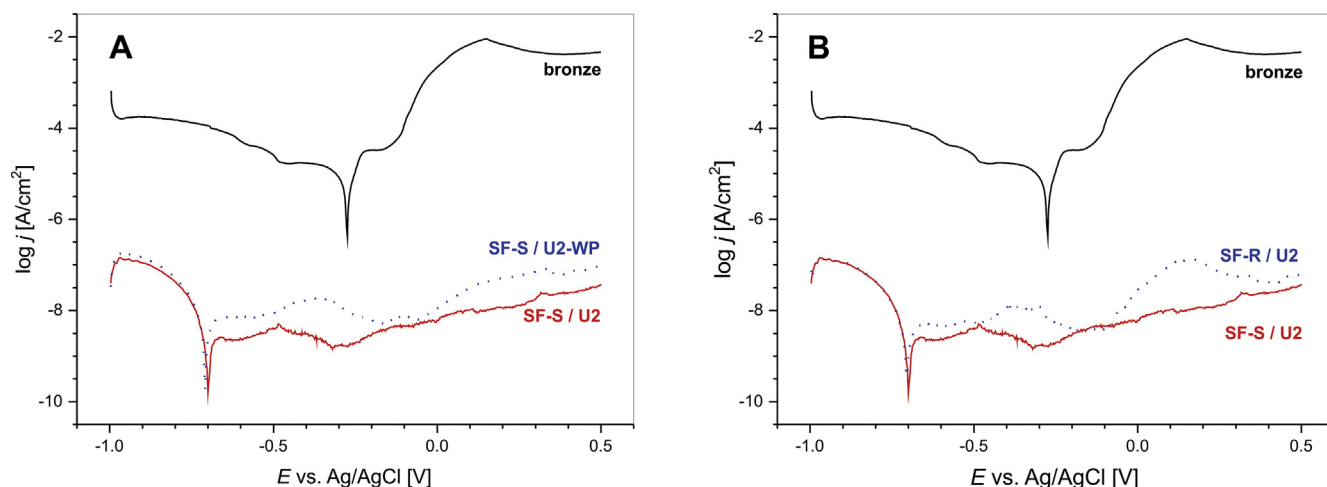 A
bronze
SF-S / U2-WP
SF-S / U2
log j [A/cm²]
-2
-4
-6
-8
-10
-1.0
-0.5
0.0
0.5
E vs. Ag/AgCl [V]
B
bronze
SF-R / U2
SF-S / U2
log j [A/cm²]
-2
-4
-6
-8
-10
-1.0
-0.5
0.0
0.5
E vs. Ag/AgCl [V]